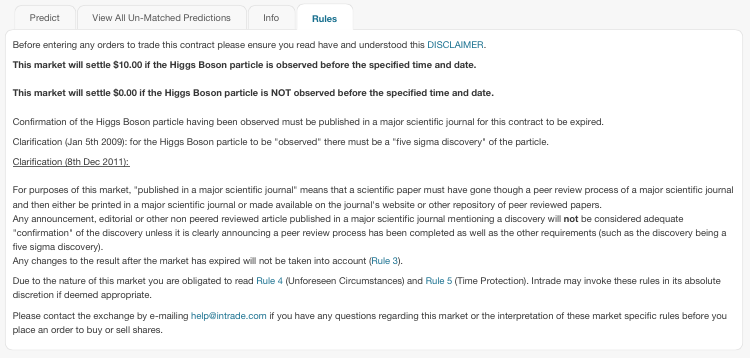 Predict
View All Un-Matched Predictions
Info
Rules
Before entering any orders to trade this contract please ensure you read have and understood this DISCLAIMER.
This market will settle $10.00 if the Higgs Boson particle is observed before the specified time and date.
This market will settle $0.00 if the Higgs Boson particle is NOT observed before the specified time and date.
Confirmation of the Higgs Boson particle having been observed must be published in a major scientific journal for this contract to be expired.
Clarification (Jan 5th 2009): for the Higgs Boson particle to be "observed" there must be a "five sigma discovery" of the particle.
Clarification (8th Dec 2011):
For purposes of this market, "published in a major scientific journal" means that a scientific paper must have gone though a peer review process of a major scientific journal
and then either be printed in a major scientific journal or made available on the journal's website or other repository of peer reviewed papers.
Any announcement, editorial or other non peered reviewed article published in a major scientific journal mentioning a discovery will not be considered adequate
"confirmation" of the discovery unless it is clearly announcing a peer review process has been completed as well as the other requirements (such as the discovery being a
five sigma discovery).
Any changes to the result after the market has expired will not be taken into account (Rule 3).
Due to the nature of this market you are obligated to read Rule 4 (Unforeseen Circumstances) and Rule 5 (Time Protection). Intrade may invoke these rules in its absolute
discretion if deemed appropriate.
Please contact the exchange by e-mailing help@intrade.com if you have any questions regarding this market or the interpretation of these market specific rules before you
place an order to buy or sell shares.